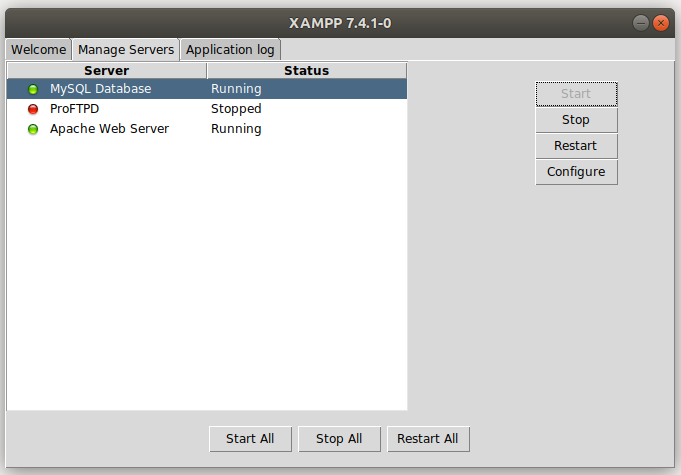 XAMPP 7.4.1-0
Welcome Manage Servers Application log
Server Status
MySQL Database Running
ProFTPD Stopped
Apache Web Server Running
Start
Stop
Restart
Configure
Start All Stop All Restart All